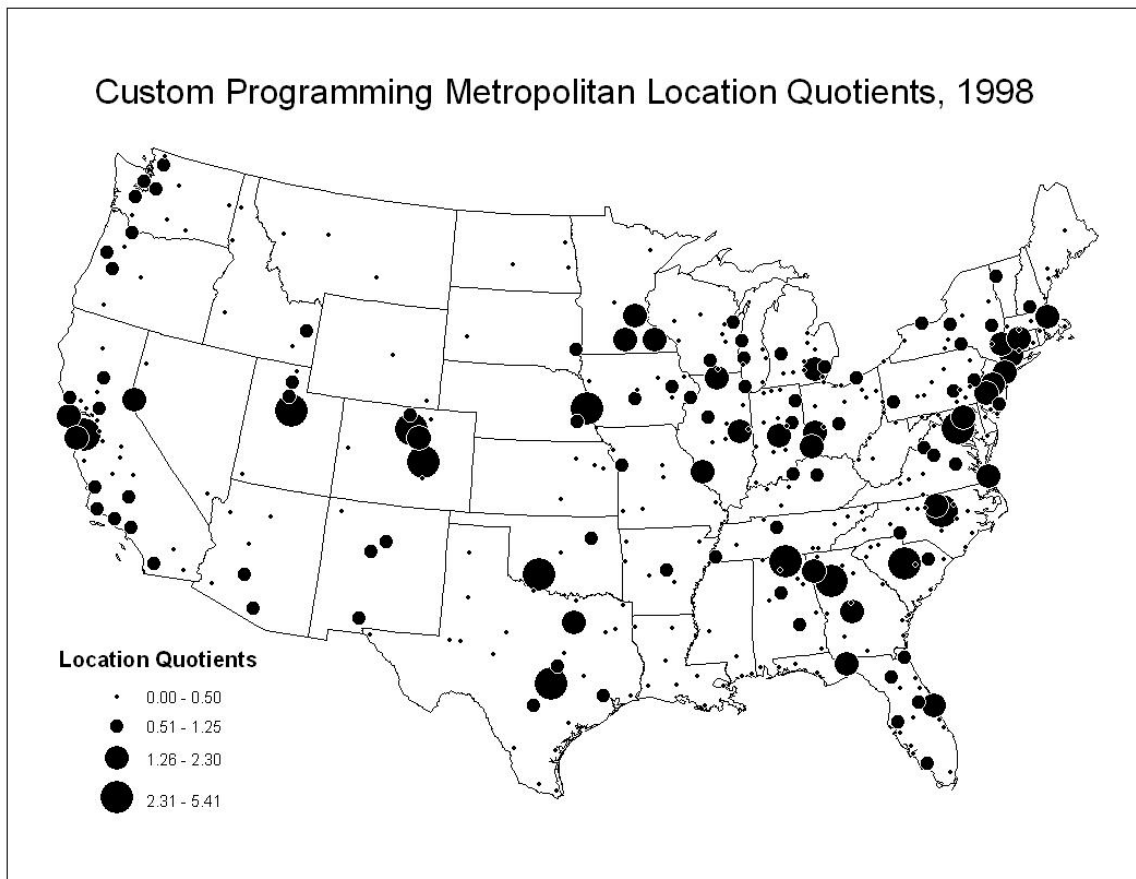 Custom Programming Metropolitan Location Quotients, 1998
Location Quotients
0.00 - 0.50
0.51 - 1.25
1.26 - 2.30
2.31 - 5.41